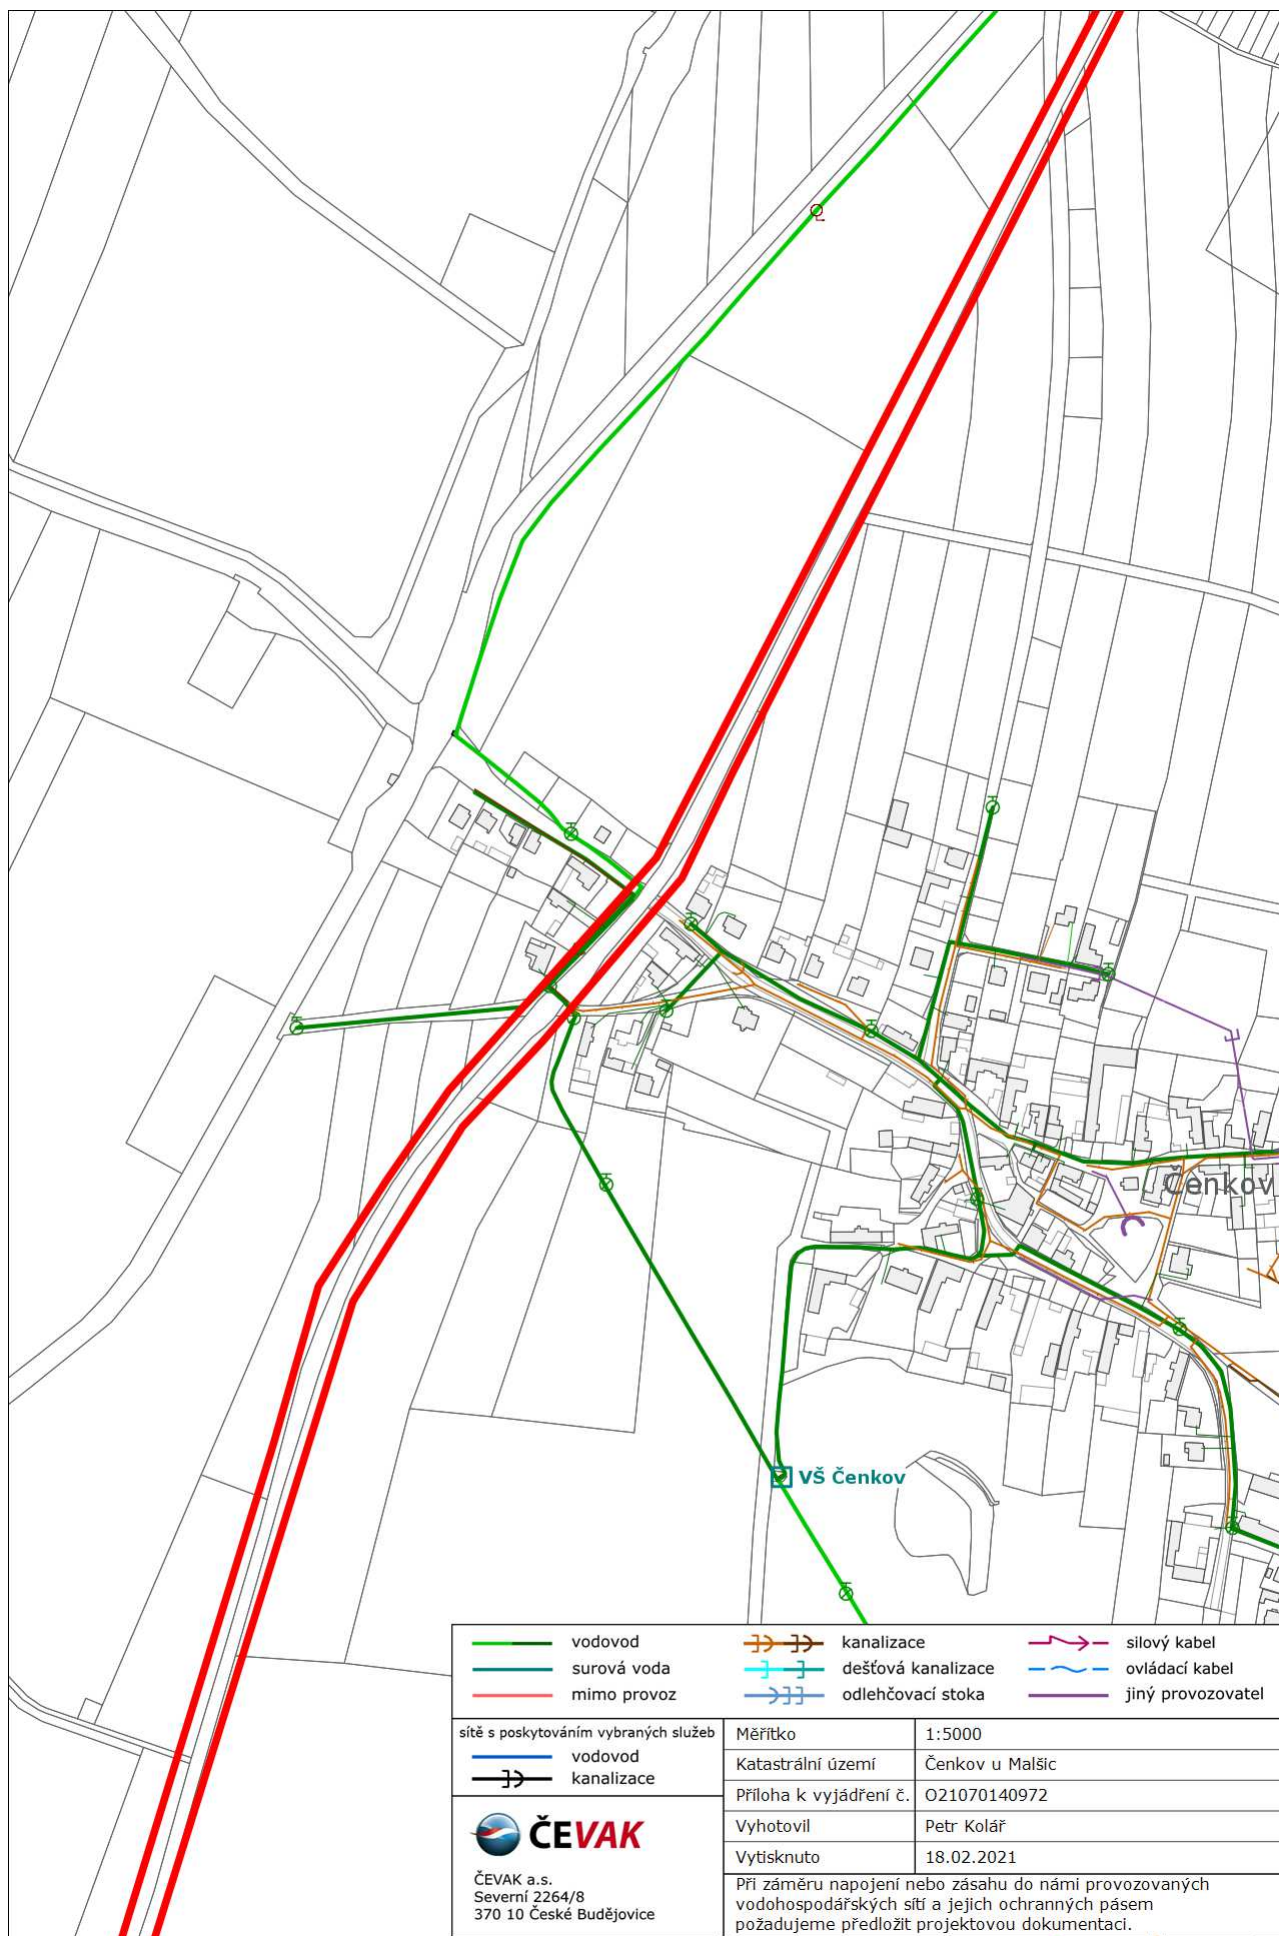 Čenkov
VŠ Čenkov
vodovod
surová voda
mimo provoz
kanalizace
dešťová kanalizace
odlehčovací stoka
silový kabel
ovládací kabel
jiný provozovatel
sítě s poskytováním vybraných služeb
vodovod
kanalizace
ČEVAK
ČEVAK a.s.
Severní 2264/8
370 10 České Budějovice
Měřítko 1:5000
Katastrální území Čenkov u Malšic
Příloha k vyjádření č. O21070140972
Vyhotovil Petr Kolář
Vytisknuto 18.02.2021
Při záměru napojení nebo zásahu do námi provozovaných
vodohospodářských sítí a jejich ochranných pásem
požadujeme předložit projektovou dokumentaci.